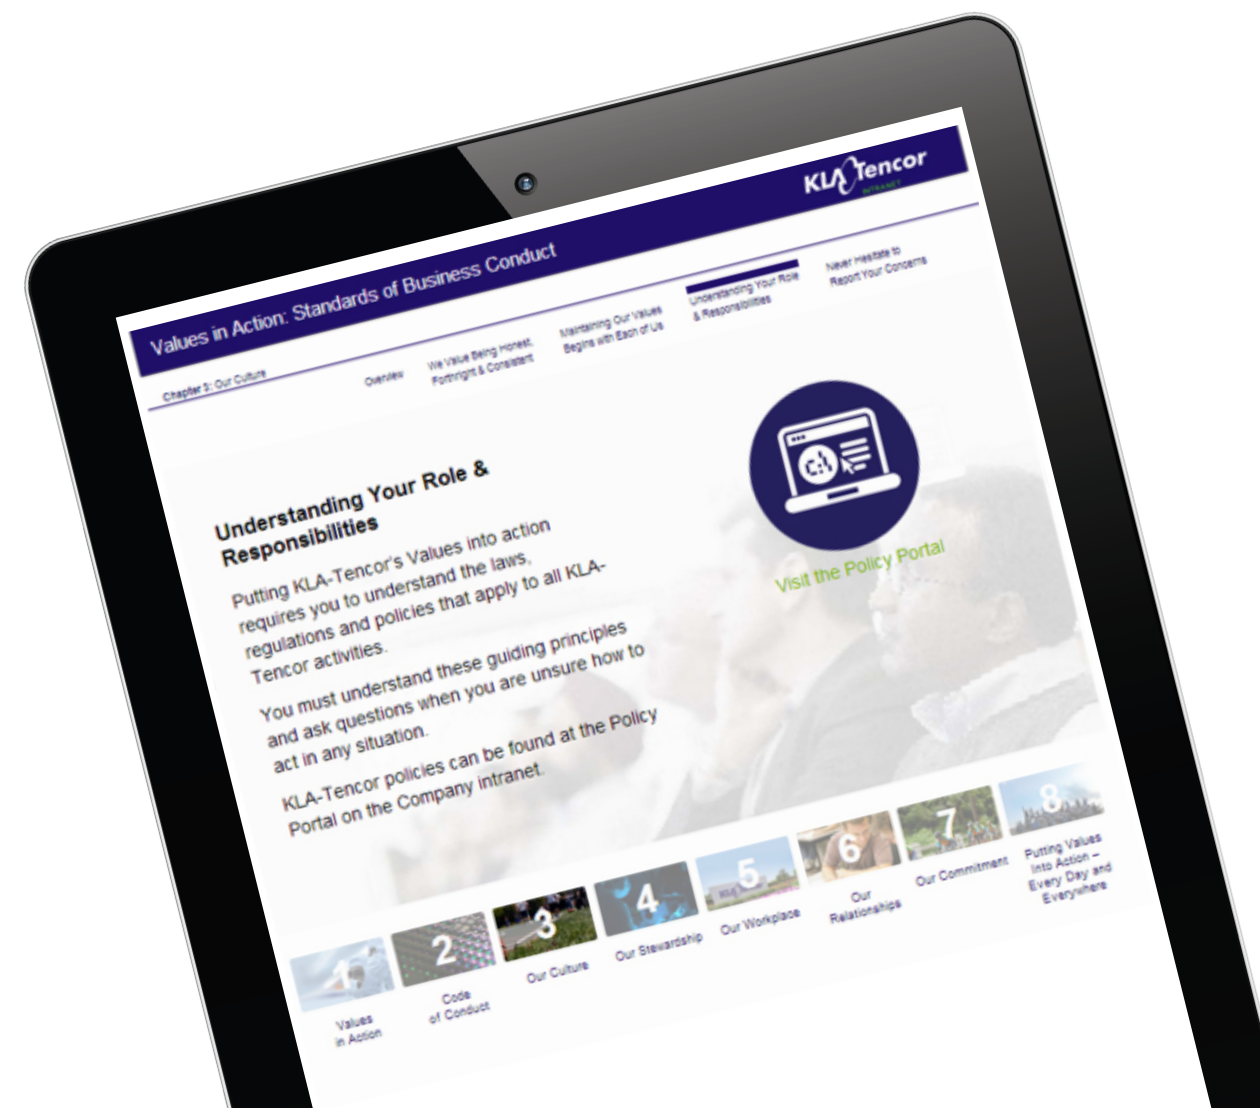 KLA Tencor
INTRANET
Values in Action: Standards of Business Conduct
Chapter 3: Our Culture
Overview
We Value Being Honest,
Forthright & Consistent
Maintaining Our Values
Begins with Each of Us
Understanding Your Role
& Responsibilities
Never Hesitate to
Report Your Concerns
Understanding Your Role &
Responsibilities
Putting KLA-Tencor's Values into action
requires you to understand the laws,
regulations and policies that apply to all KLA-
Tencor activities.
You must understand these guiding principles
and ask questions when you are unsure how to
act in any situation.
KLA-Tencor policies can be found at the Policy
Portal on the Company intranet.
c:\
Visit the Policy Portal
1
Values
in Action
2
Code
of Conduct
3
Our Culture
4
Our Stewardship
5
Our Workplace
6
Our
Relationships
7
Our Commitment
8
Putting Values
Into Action –
Every Day and
Everywhere